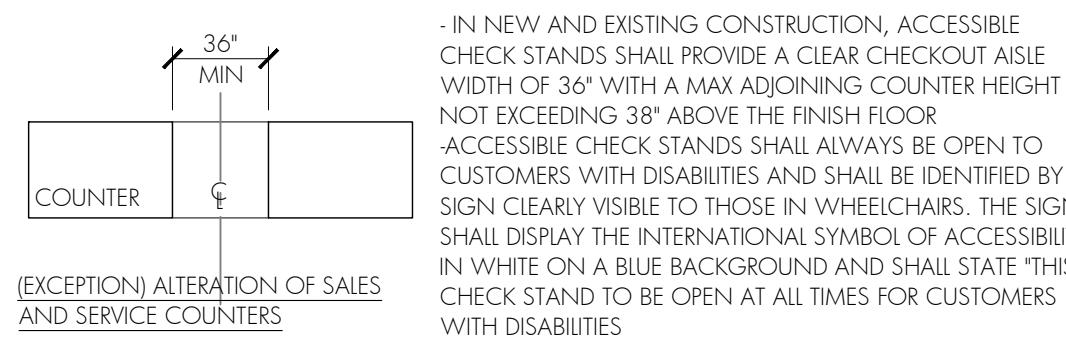 36"
MIN
COUNTER
℄
(EXCEPTION) ALTERATION OF SALES
AND SERVICE COUNTERS
- IN NEW AND EXISTING CONSTRUCTION, ACCESSIBLE
CHECK STANDS SHALL PROVIDE A CLEAR CHECKOUT AISLE
WIDTH OF 36" WITH A MAX ADJOINING COUNTER HEIGHT
NOT EXCEEDING 38" ABOVE THE FINISH FLOOR
-ACCESSIBLE CHECK STANDS SHALL ALWAYS BE OPEN TO
CUSTOMERS WITH DISABILITIES AND SHALL BE IDENTIFIED BY
SIGN CLEARLY VISIBLE TO THOSE IN WHEELCHAIRS. THE SIGN
SHALL DISPLAY THE INTERNATIONAL SYMBOL OF ACCESSIBILI
IN WHITE ON A BLUE BACKGROUND AND SHALL STATE "THIS
CHECK STAND TO BE OPEN AT ALL TIMES FOR CUSTOMERS
WITH DISABILITIES